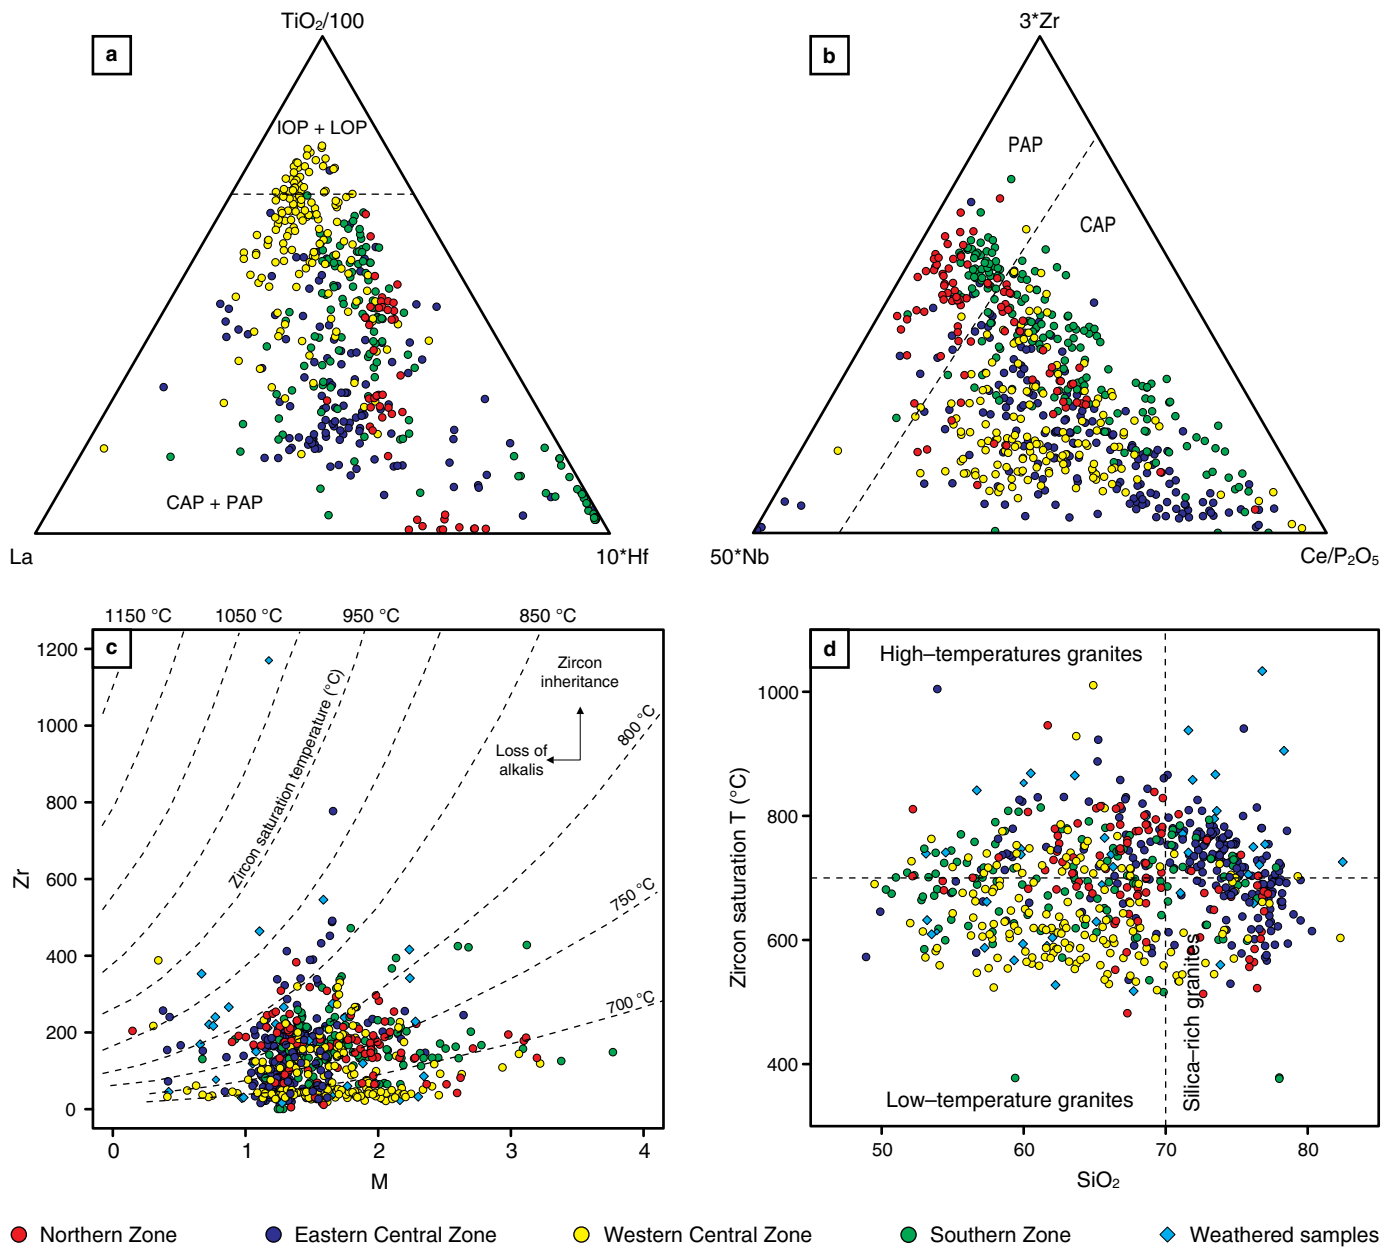 TiO₂/100
a
IOP + LOP
CAP + PAP
La
10*Hf
3*Zr
b
PAP
CAP
50*Nb
Ce/P₂O₅
1150 °C
1050 °C
950 °C
850 °C
c
1200
1000
800
600
400
200
0
Zr
Zircon saturation temperature (°C)
Zircon
inheritance
Loss of
alkalis
800 °C
750 °C
700 °C
0
1
2
3
4
M
d
High–temperatures granites
1000
800
600
400
Zircon saturation T (°C)
Silica–rich granites
Low–temperature granites
50
60
70
80
SiO₂
Northern Zone
Eastern Central Zone
Western Central Zone
Southern Zone
Weathered samples